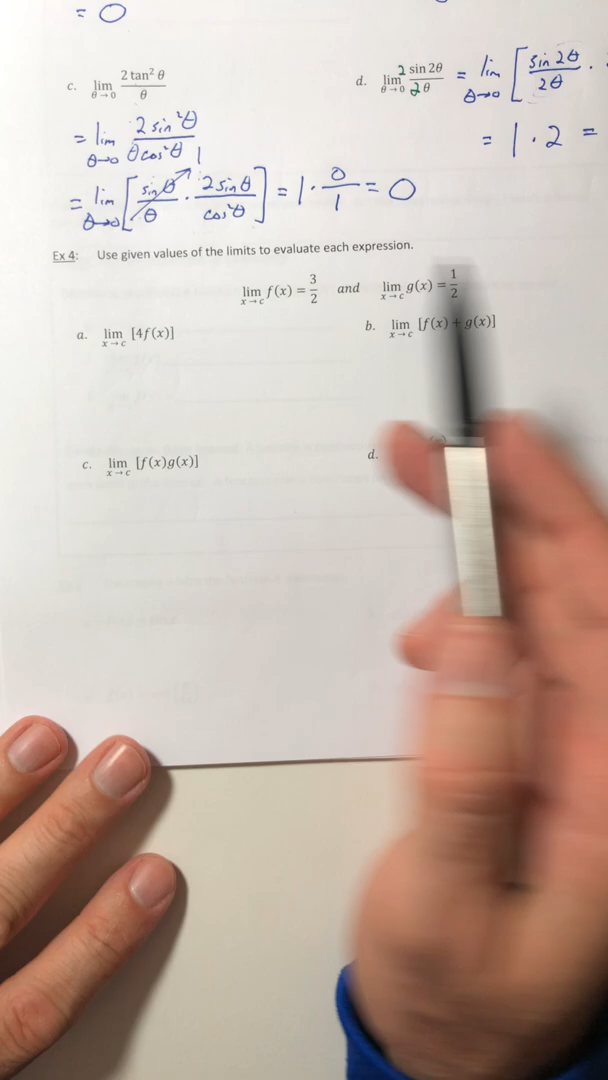 = 0
c. lim θ→0 2 tan² θ / θ
= lim θ→0 2 sin²θ / θ cos²θ
= lim θ→0 [ sin θ / θ · 2 sin θ / cos²θ ] = 1 · 0/1 = 0
d. lim θ→0 2 sin 2θ / 2 θ = lim θ→0 [ sin 2θ / 2θ ·
= 1 · 2 =
Ex 4: Use given values of the limits to evaluate each expression.
lim x→c f(x) = 3/2 and lim x→c g(x) = 1/2
a. lim x→c [4f(x)]
b. lim x→c [f(x) + g(x)]
c. lim x→c [f(x)g(x)]
d.